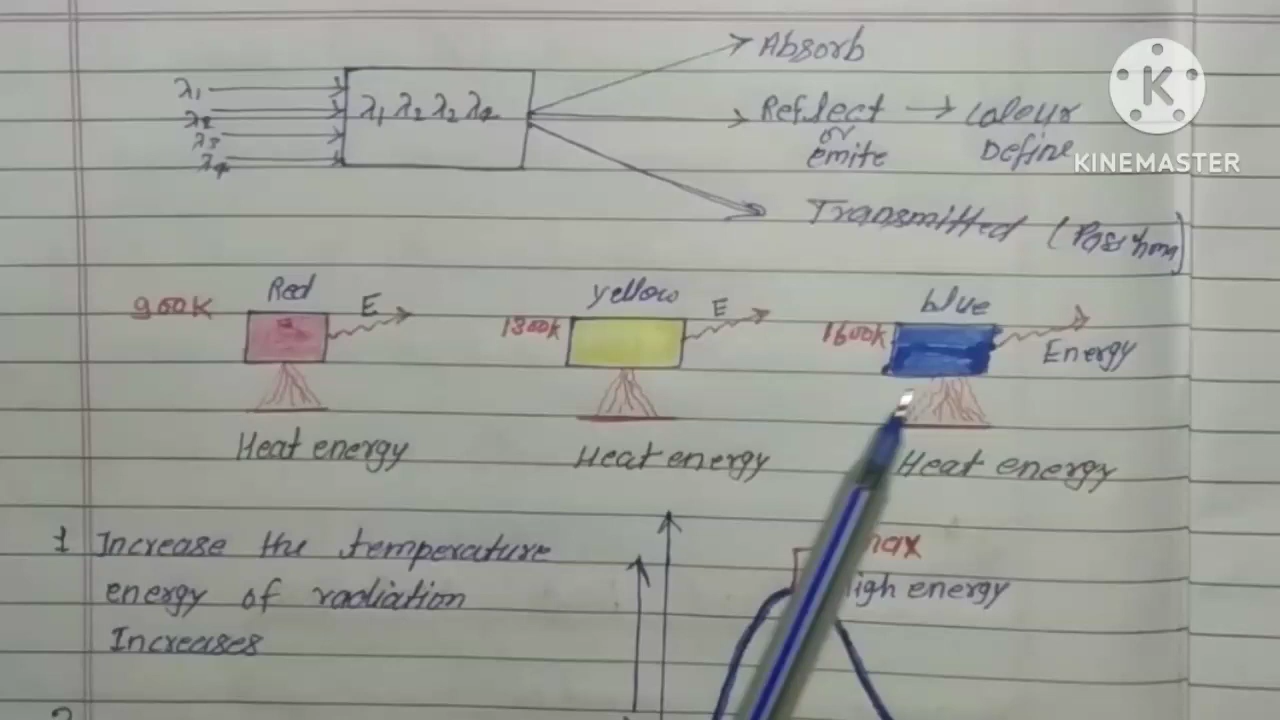 λ1
λ2
λ3
λ4
λ1 λ2 λ2 λ4
Absorb
Reflect → Colour
or
emite
Define
KINEMASTER
Transmitted (Pass
Red
yellow
blue
900K
E
1300K
E
1600K
Energy
Heat energy
Heat energy
Heat energy
1 Increase the temperature
energy of radiation
Increases
max
high energy